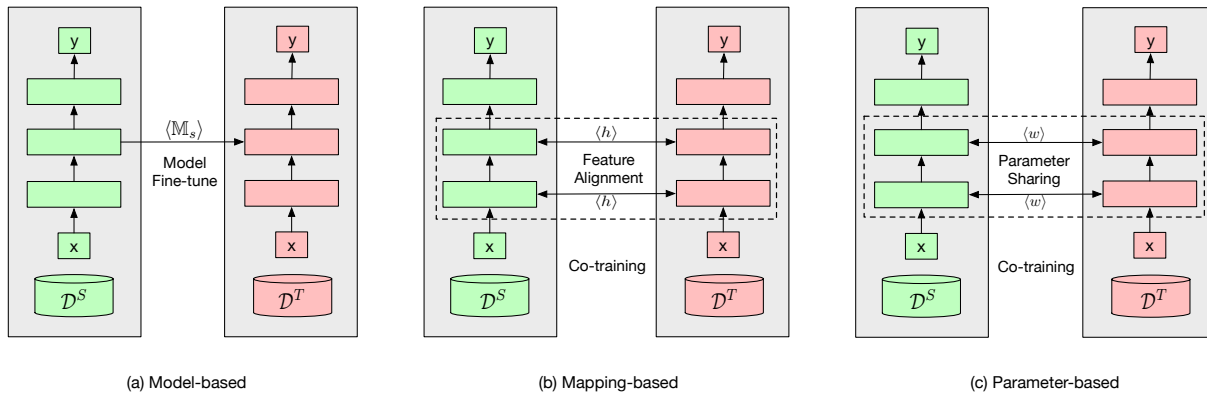 y
y
⟨𝕄ₛ⟩
Model
Fine-tune
x
x
𝒟ˢ
𝒟ᵀ
(a) Model-based
y
y
⟨h⟩
Feature
Alignment
⟨h⟩
x
x
Co-training
𝒟ˢ
𝒟ᵀ
(b) Mapping-based
y
y
⟨w⟩
Parameter
Sharing
⟨w⟩
x
x
Co-training
𝒟ˢ
𝒟ᵀ
(c) Parameter-based